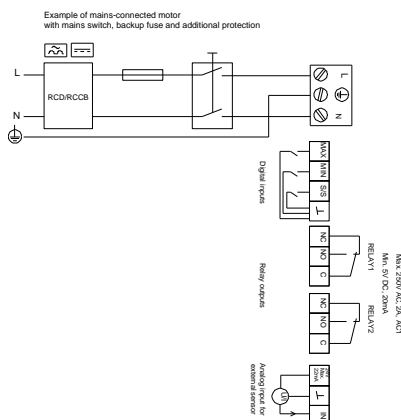 Example of mains-connected motor
with mains switch, backup fuse and additional protection
L
RCD/RCCB
N
L
N
MAX
MIN
S/S
Digital inputs
NC
NO
C
RELAY1
Max. 250V AC, 2A, AC1
Min. 5V DC, 20mA
Relay outputs
NC
NO
C
RELAY2
Analog input for
external sensor
Max.
22mA
U/I
IN